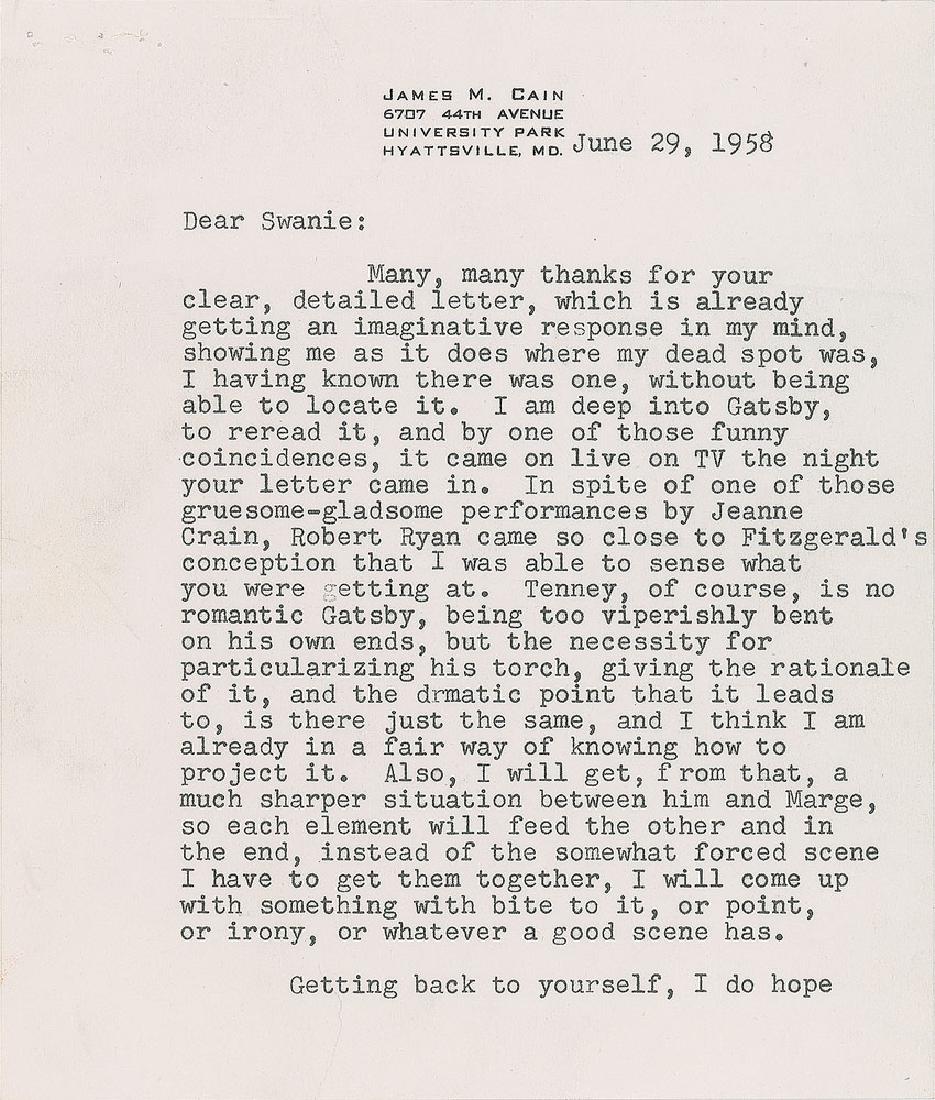 JAMES M. CAIN
6707 44TH AVENUE
UNIVERSITY PARK
HYATTSVILLE, MD.
June 29, 1958
Dear Swanie:
Many, many thanks for your
clear, detailed letter, which is already
getting an imaginative response in my mind,
showing me as it does where my dead spot was,
I having known there was one, without being
able to locate it. I am deep into Gatsby,
to reread it, and by one of those funny
coincidences, it came on live on TV the night
your letter came in. In spite of one of those
gruesome-gladsome performances by Jeanne
Crain, Robert Ryan came so close to Fitzgerald's
conception that I was able to sense what
you were getting at. Tenney, of course, is no
romantic Gatsby, being too viperishly bent
on his own ends, but the necessity for
particularizing his torch, giving the rationale
of it, and the drmatic point that it leads
to, is there just the same, and I think I am
already in a fair way of knowing how to
project it. Also, I will get, from that, a
much sharper situation between him and Marge,
so each element will feed the other and in
the end, instead of the somewhat forced scene
I have to get them together, I will come up
with something with bite to it, or point,
or irony, or whatever a good scene has.
Getting back to yourself, I do hope